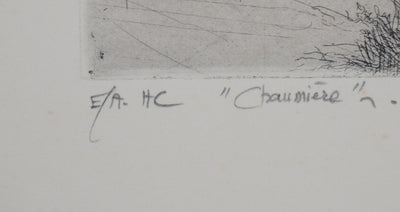 E/A. HC "Chaumière" ~ .